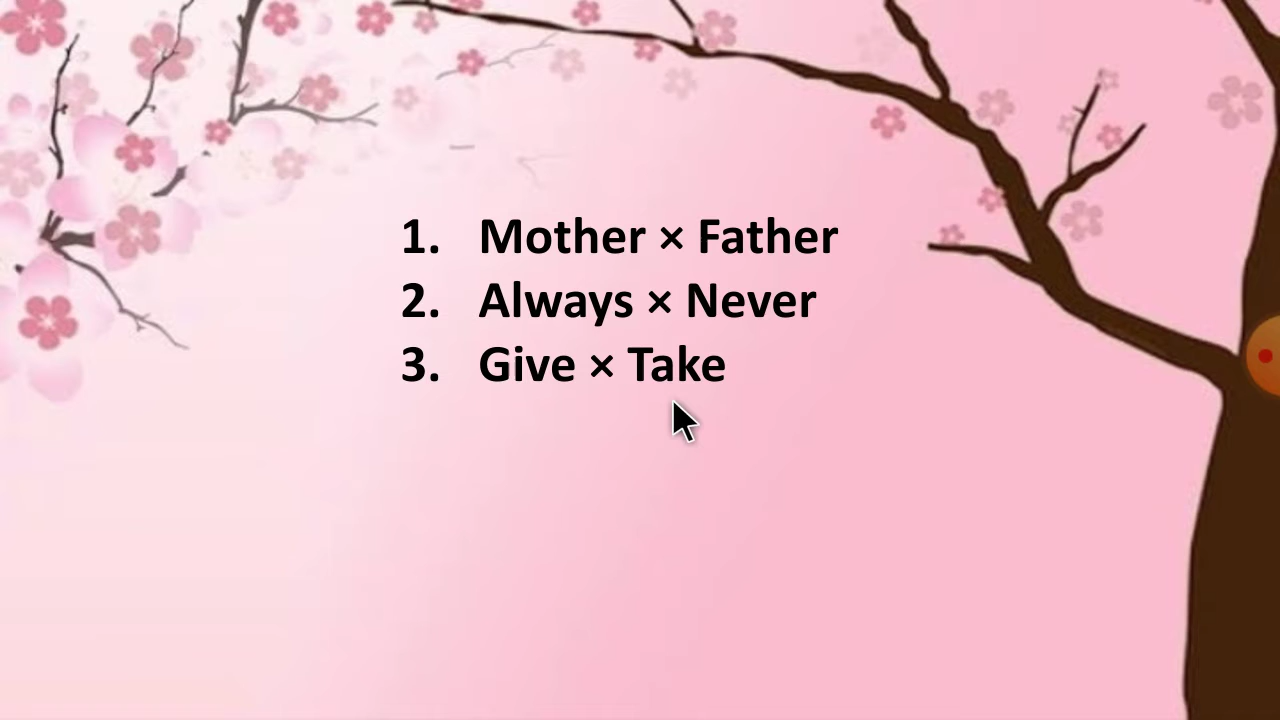 1. Mother × Father
2. Always × Never
3. Give × Take